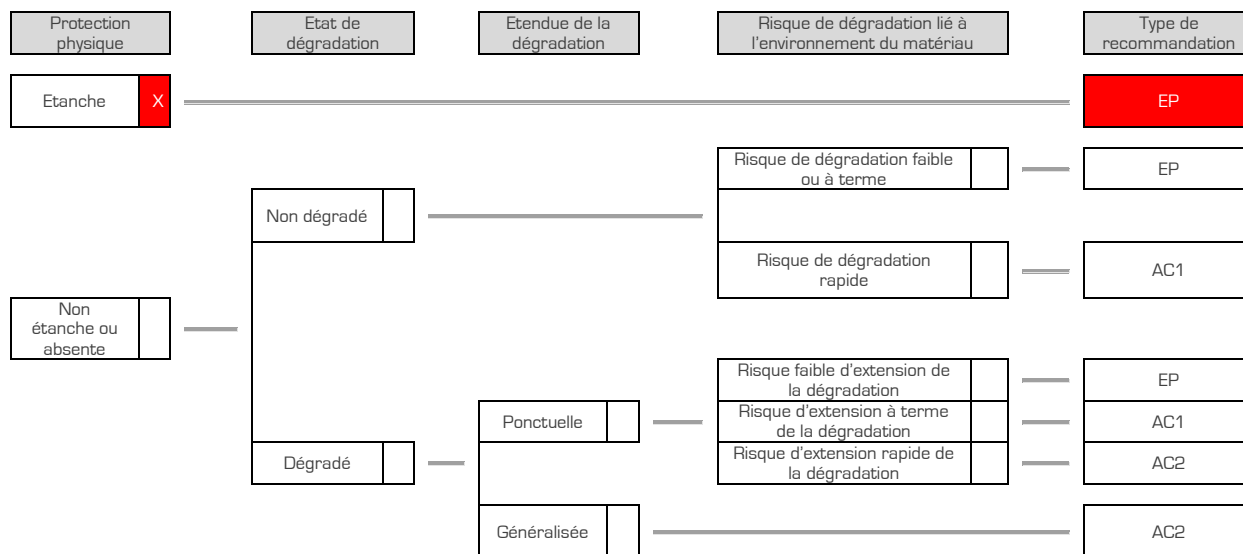 Protection
physique
Etat de
dégradation
Etendue de la
dégradation
Risque de dégradation lié à
l'environnement du matériau
Type de
recommandation
Etanche
X
EP
Risque de dégradation faible
ou à terme
EP
Non dégradé
Risque de dégradation
rapide
AC1
Non
étanche ou
absente
Risque faible d'extension de
la dégradation
EP
Ponctuelle
Risque d'extension à terme
de la dégradation
AC1
Dégradé
Risque d'extension rapide de
la dégradation
AC2
Généralisée
AC2